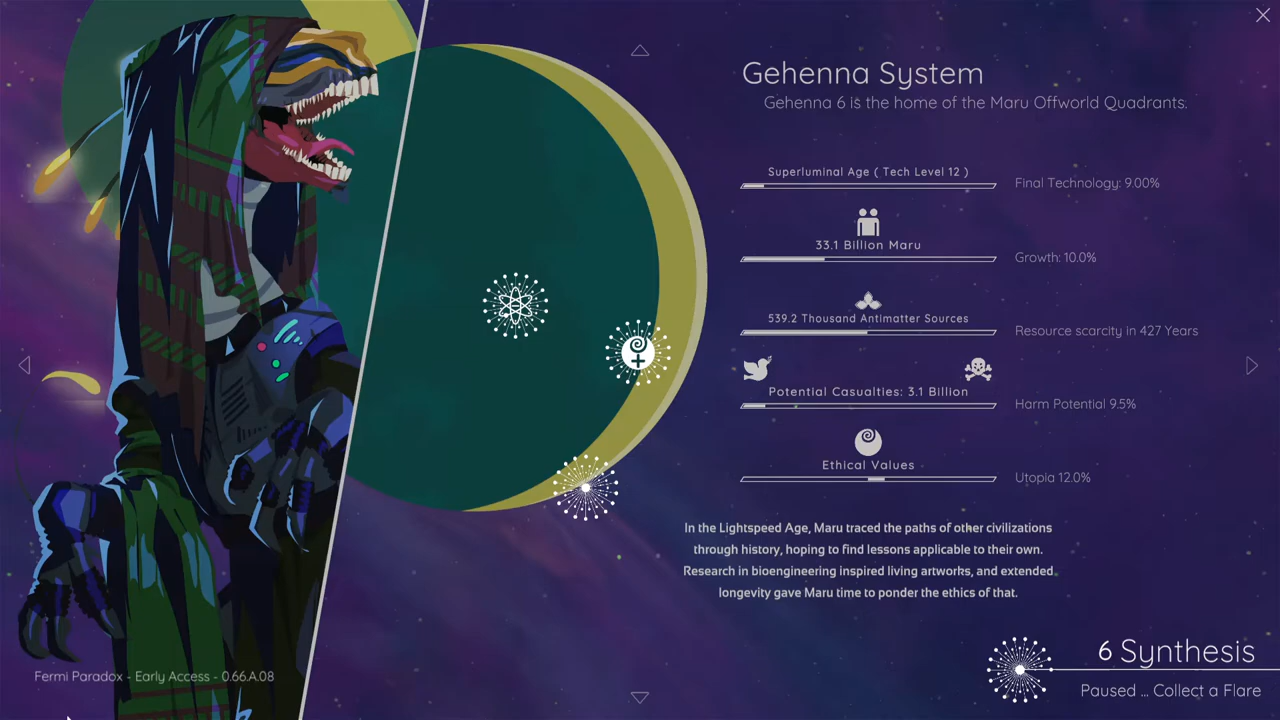 Gehenna System
Gehenna 6 is the home of the Maru Offworld Quadrants.
Superluminal Age ( Tech Level 12 )
Final Technology: 9.00%
33.1 Billion Maru
Growth: 10.0%
539.2 Thousand Antimatter Sources
Resource scarcity in 427 Years
Potential Casualties: 3.1 Billion
Harm Potential 9.5%
Ethical Values
Utopia 12.0%
In the Lightspeed Age, Maru traced the paths of other civilizations
through history, hoping to find lessons applicable to their own.
Research in bioengineering inspired living artworks, and extended
longevity gave Maru time to ponder the ethics of that.
6 Synthesis
Paused ... Collect a Flare
Fermi Paradox - Early Access - 0.66.A.08